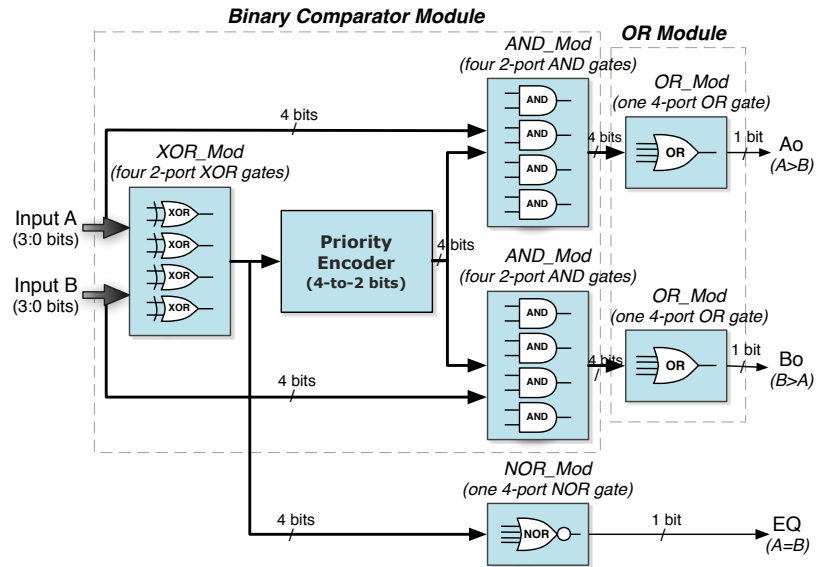 Binary Comparator Module
OR Module
AND_Mod
(four 2-port AND gates)
AND
AND
AND
AND
4 bits
4 bits
OR_Mod
(one 4-port OR gate)
OR
1 bit
Ao
(A>B)
XOR_Mod
(four 2-port XOR gates)
XOR
XOR
XOR
XOR
Input A
(3:0 bits)
Input B
(3:0 bits)
Priority
Encoder
(4-to-2 bits)
4 bits
AND_Mod
(four 2-port AND gates)
AND
AND
AND
AND
4 bits
4 bits
OR_Mod
(one 4-port OR gate)
OR
1 bit
Bo
(B>A)
NOR_Mod
(one 4-port NOR gate)
NOR
4 bits
1 bit
EQ
(A=B)